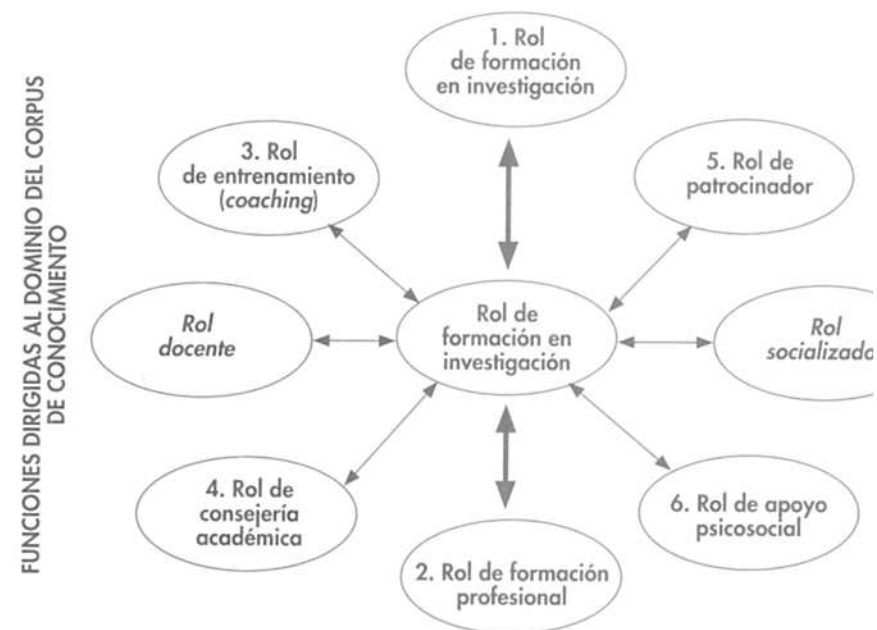 FUNCIONES DIRIGIDAS AL DOMINIO DEL CORPUS
DE CONOCIMIENTO
1. Rol
de formación
en investigación
3. Rol
de entrenamiento
(coaching)
5. Rol de
patrocinador
Rol
docente
Rol de
formación en
investigación
Rol
socializado
4. Rol de
consejería
académica
6. Rol de apoyo
psicosocial
2. Rol de formación
profesional